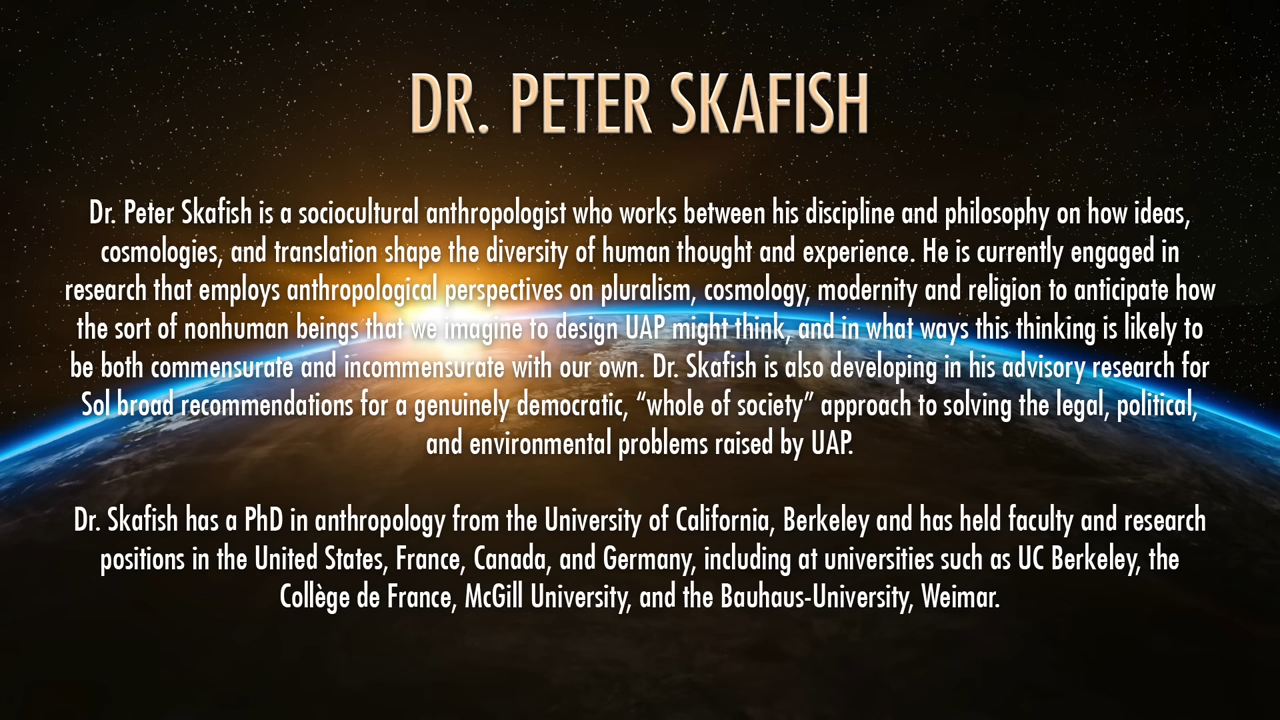 DR. PETER SKAFISH
Dr. Peter Skafish is a sociocultural anthropologist who works between his discipline and philosophy on how ideas,
cosmologies, and translation shape the diversity of human thought and experience. He is currently engaged in
research that employs anthropological perspectives on pluralism, cosmology, modernity and religion to anticipate how
the sort of nonhuman beings that we imagine to design UAP might think, and in what ways this thinking is likely to
be both commensurate and incommensurate with our own. Dr. Skafish is also developing in his advisory research for
Sol broad recommendations for a genuinely democratic, “whole of society” approach to solving the legal, political,
and environmental problems raised by UAP.
Dr. Skafish has a PhD in anthropology from the University of California, Berkeley and has held faculty and research
positions in the United States, France, Canada, and Germany, including at universities such as UC Berkeley, the
Collège de France, McGill University, and the Bauhaus-University, Weimar.